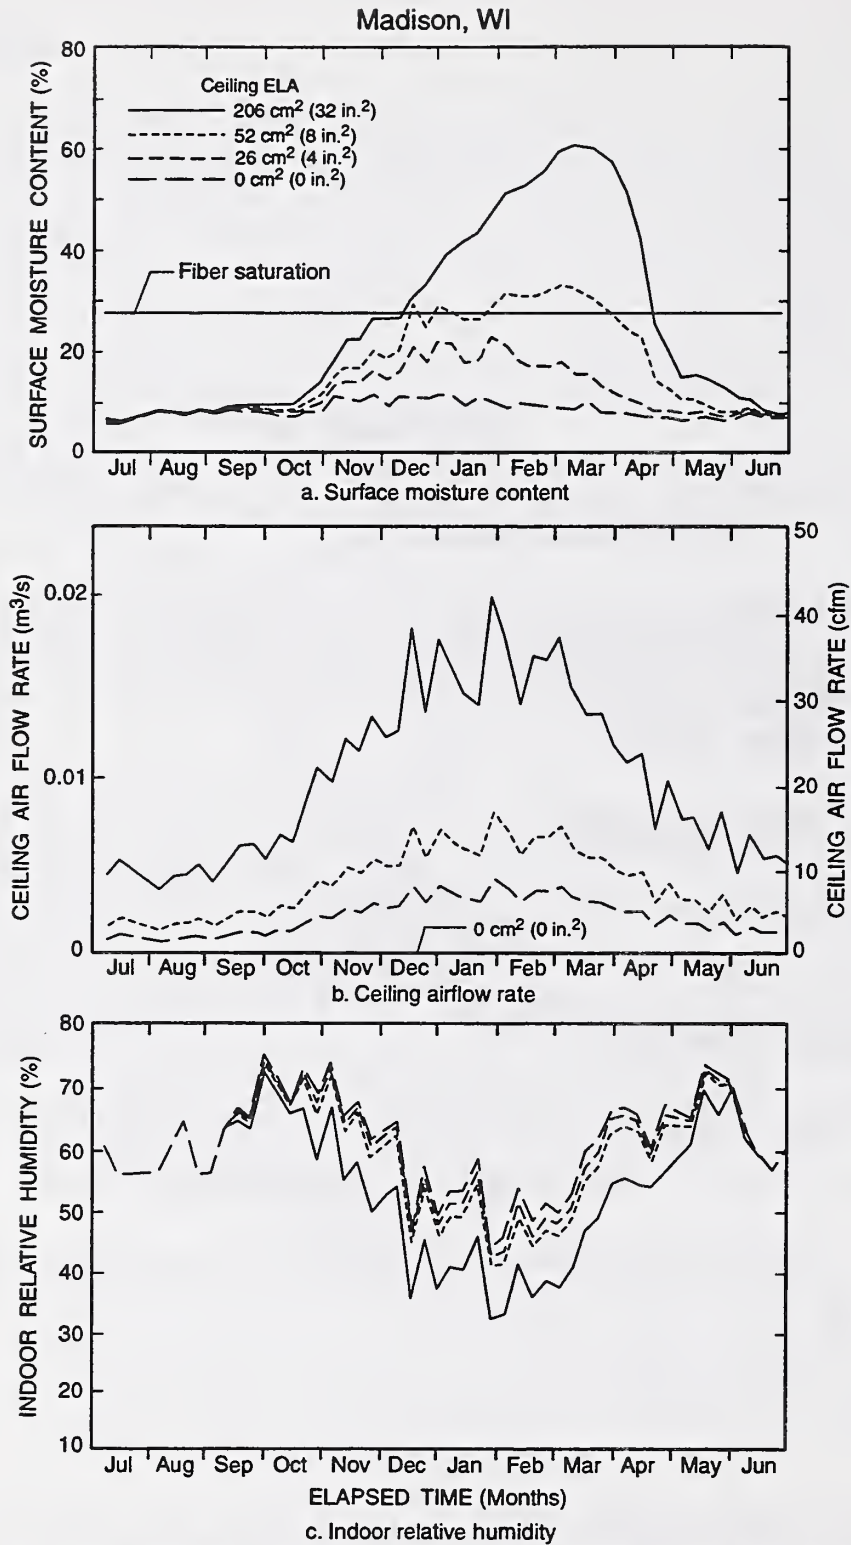 Madison, WI
SURFACE MOISTURE CONTENT (%)
80
60
40
20
0
Ceiling ELA
206 cm² (32 in.²)
52 cm² (8 in.²)
26 cm² (4 in.²)
0 cm² (0 in.²)
Fiber saturation
Jul Aug Sep Oct Nov Dec Jan Feb Mar Apr May Jun
a. Surface moisture content
CEILING AIR FLOW RATE (m³/s)
0.02
0.01
0
50
40
30
20
10
0
CEILING AIR FLOW RATE (cfm)
0 cm² (0 in.²)
Jul Aug Sep Oct Nov Dec Jan Feb Mar Apr May Jun
b. Ceiling airflow rate
INDOOR RELATIVE HUMIDITY (%)
80
70
60
50
40
30
20
10
Jul Aug Sep Oct Nov Dec Jan Feb Mar Apr May Jun
ELAPSED TIME (Months)
c. Indoor relative humidity